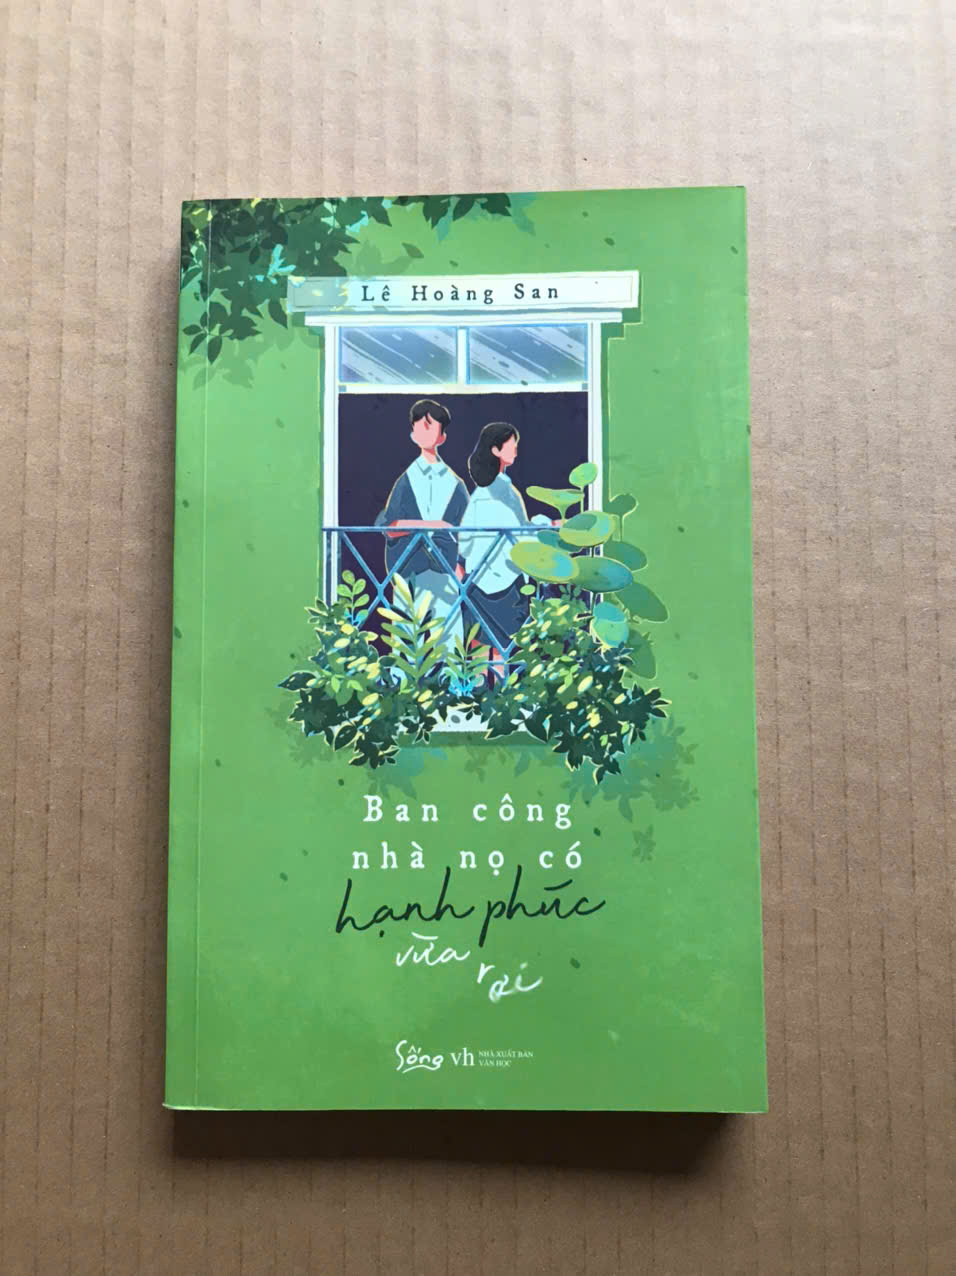 Lê Hoàng San
Ban công
nhà nọ có
hạnh phúc
vừa
rơi
Sống vh NHÀ XUẤT BẢN
VĂN HỌC